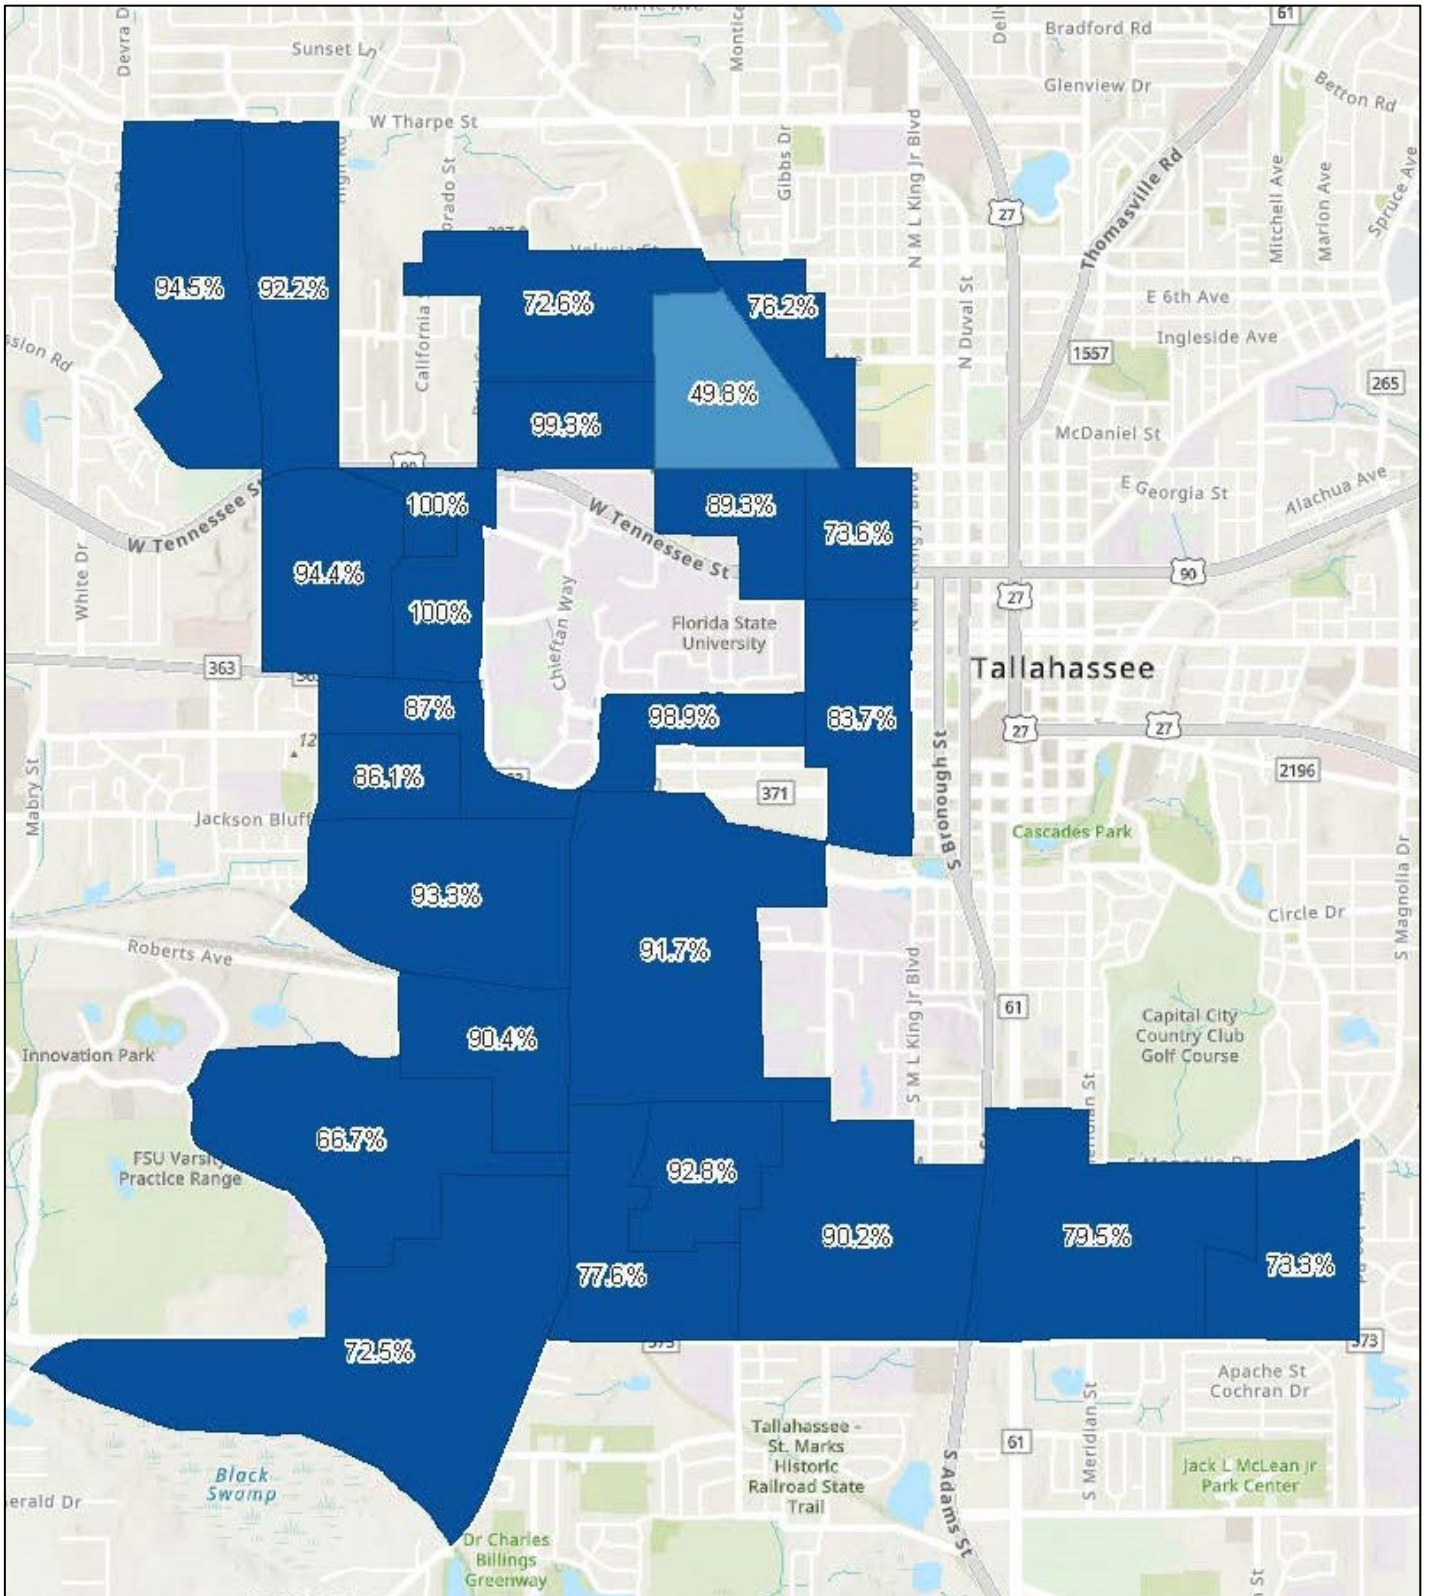 61
Bradford Rd
Sunset Ln
Glenview Dr
Betton Rd
W Tharpe St
Gibbs Dr
N M L King Jr Blvd
Thomasville Rd
Mitchell Ave
Marion Ave
Spruce Ave
27
94.5%
92.2%
72.6%
76.2%
E 6th Ave
N Duval St
Ingleside Ave
California
1557
265
49.8%
99.3%
McDaniel St
E Georgia St
Alachua Ave
100%
89.3%
73.6%
W Tennessee St
W Tennessee St
White Dr
94.4%
90
27
100%
Chieftan Way
Florida State
University
363
Tallahassee
87%
98.9%
83.7%
27
27
12
86.1%
2196
371
Mabry St
Jackson Bluff
S Bronough St
Cascades Park
S Magnolia Dr
93.3%
Circle Dr
91.7%
Roberts Ave
S M L King Jr Blvd
61
Capital City
Country Club
Golf Course
90.4%
Innovation Park
66.7%
FSU Varsity
Practice Range
92.8%
90.2%
79.5%
77.6%
73.3%
72.5%
Apache St
Cochran Dr
S Meridian St
Tallahassee -
St. Marks
Historic
Railroad State
Trail
61
S Adams St
Jack L McLean Jr
Park Center
Black
Swamp
erald Dr
Dr Charles
Billings
Greenway